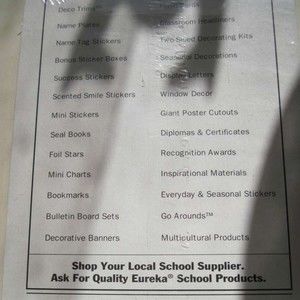 Deco Trims™
Name Plates
Classroom Headliners
Name Tag Stickers
Two-Sided Decorating Kits
Bonus Sticker Boxes
Seasonal Decorations
Success Stickers
Display Letters
Scented Smile Stickers
Window Decor
Mini Stickers
Giant Poster Cutouts
Seal Books
Diplomas & Certificates
Foil Stars
Recognition Awards
Mini Charts
Inspirational Materials
Bookmarks
Everyday & Seasonal Stickers
Bulletin Board Sets
Go Arounds™
Decorative Banners
Multicultural Products
Shop Your Local School Supplier.
Ask For Quality Eureka® School Products.